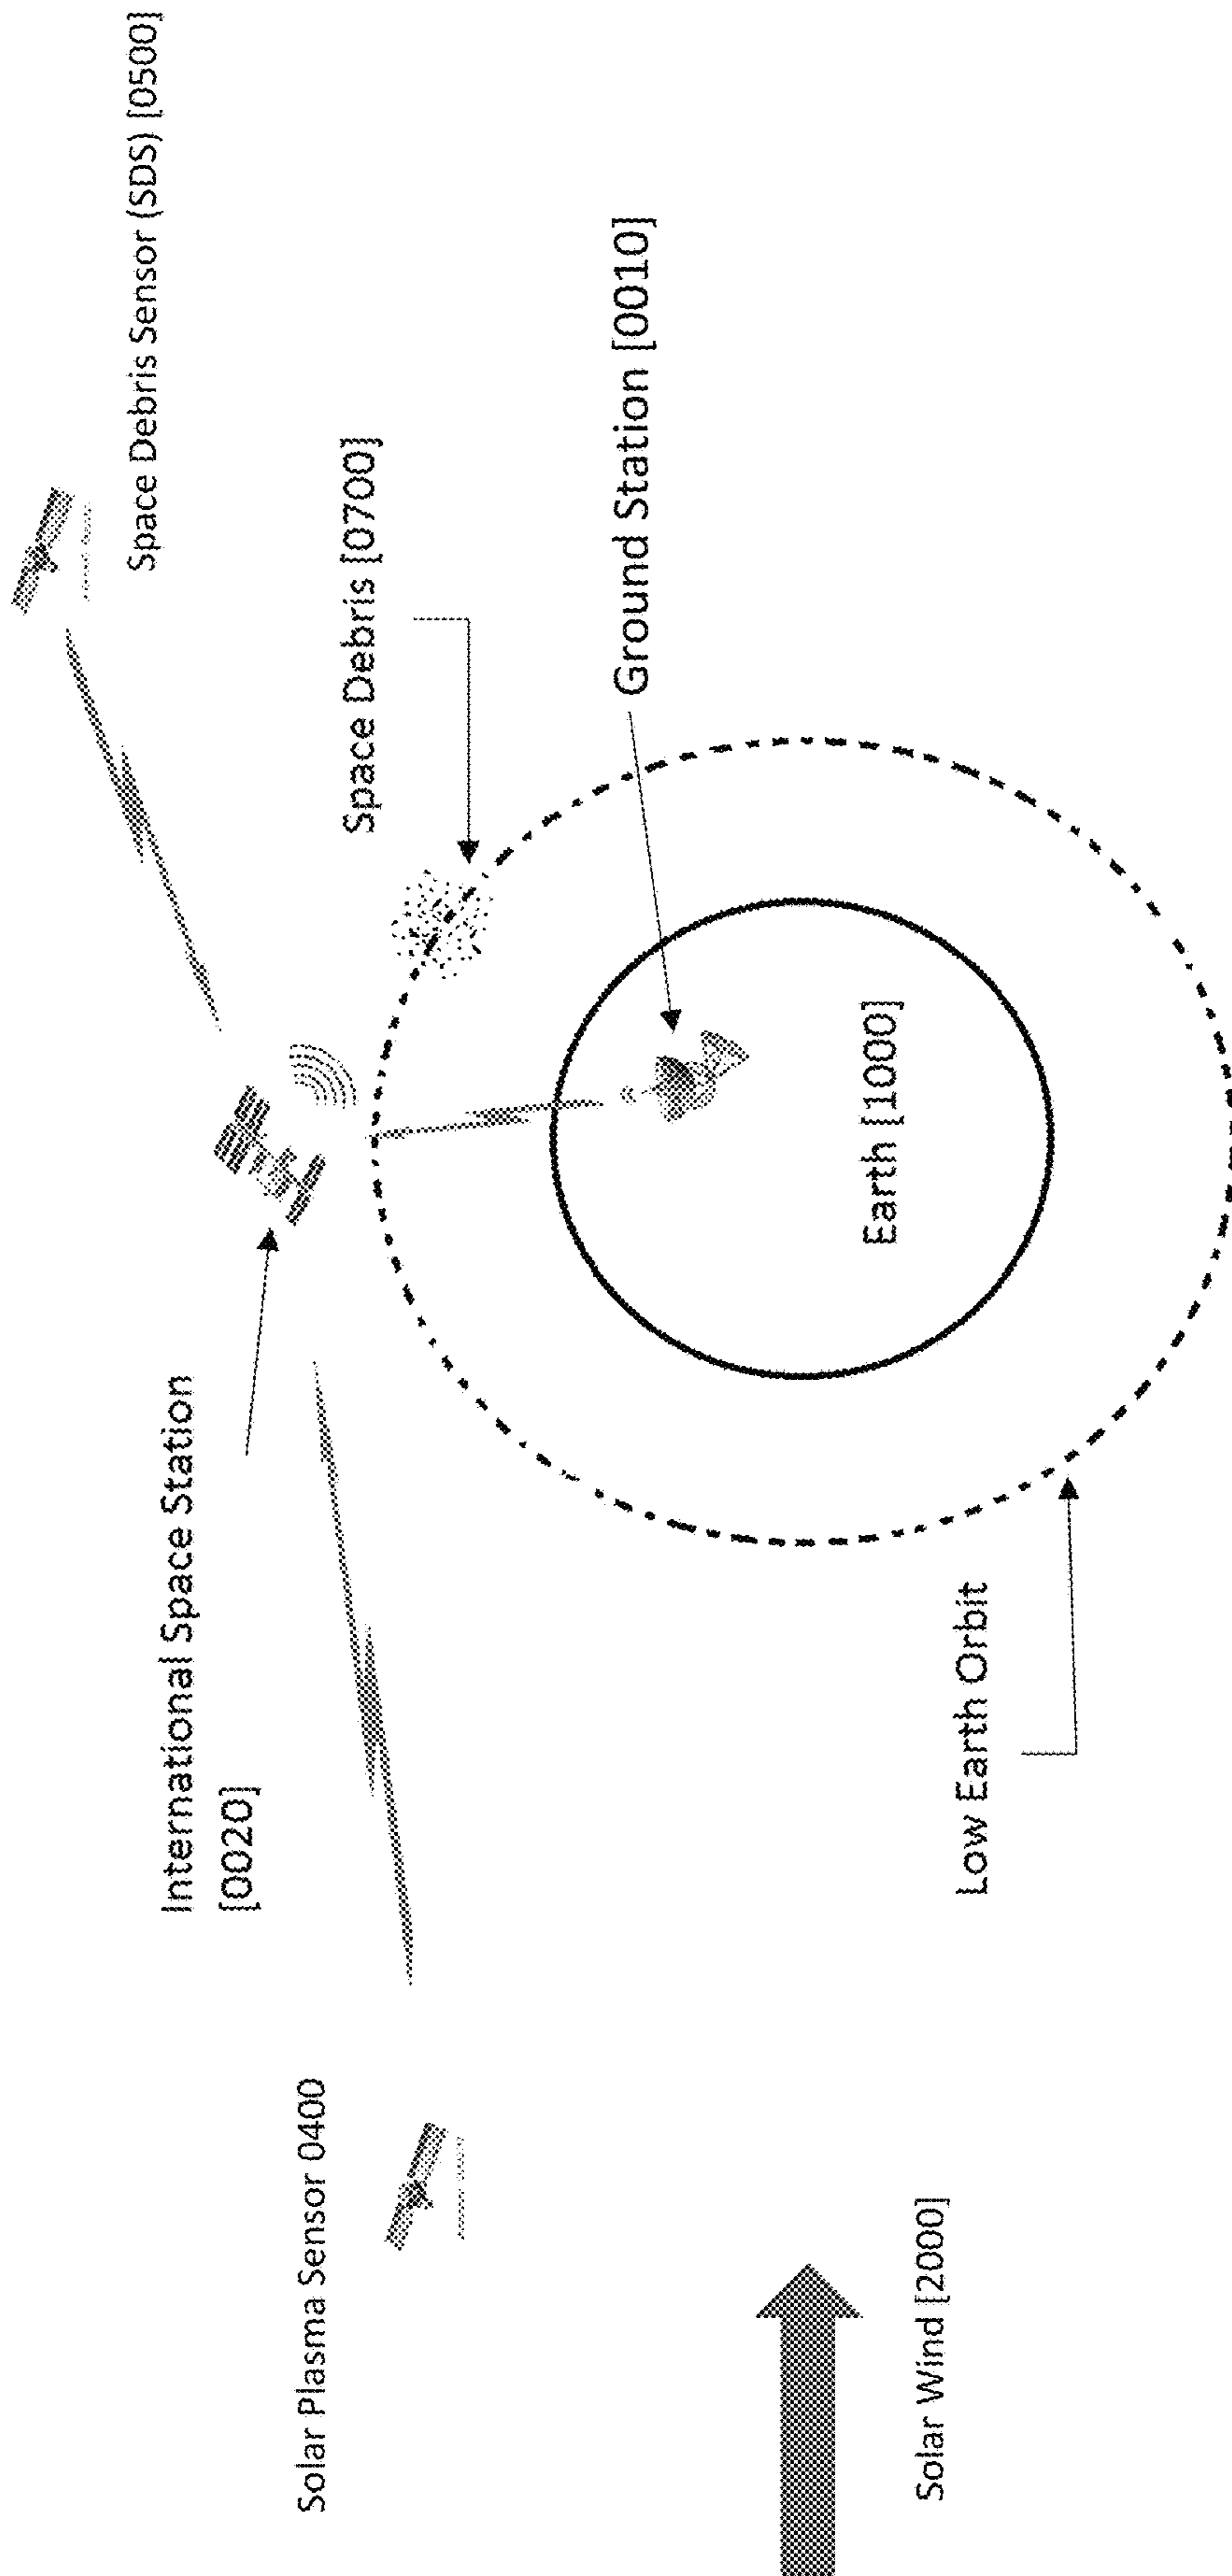 Space Debris Sensor (SDS) [0500]
International Space Station
[0020]
Solar Plasma Sensor 0400
Space Debris [0700]
Ground Station [0010]
Earth [1000]
Low Earth Orbit
Solar Wind [2000]